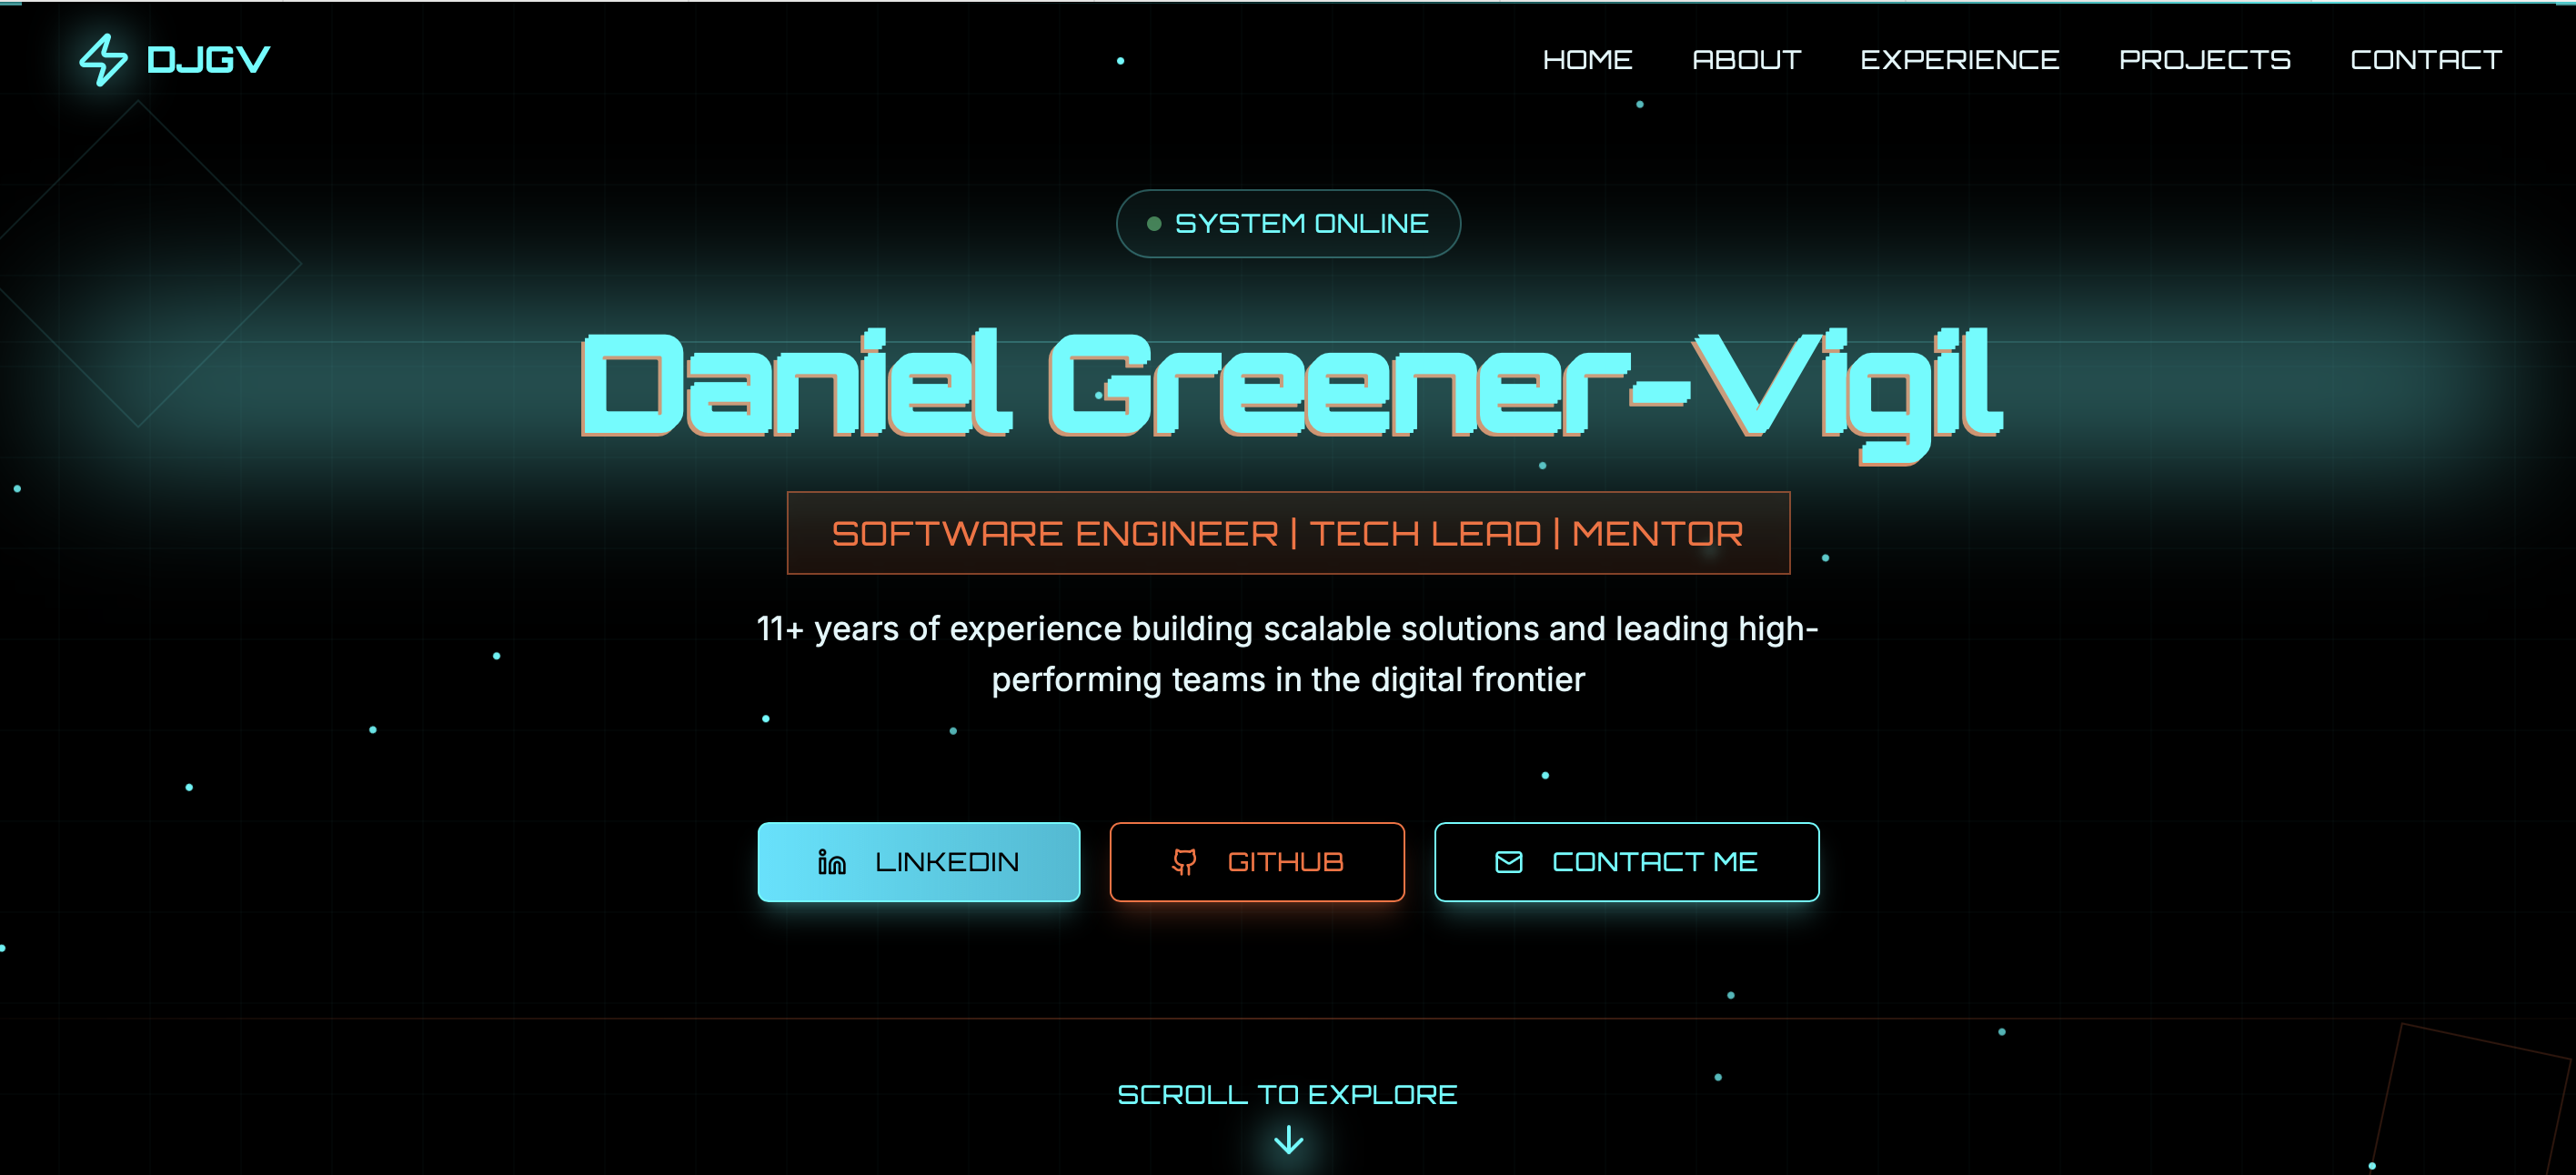 DJGV
HOME ABOUT EXPERIENCE PROJECTS CONTACT
SYSTEM ONLINE
Daniel Greener-Vigil
SOFTWARE ENGINEER | TECH LEAD | MENTOR
11+ years of experience building scalable solutions and leading high-
performing teams in the digital frontier
LINKEDIN GITHUB CONTACT ME
SCROLL TO EXPLORE